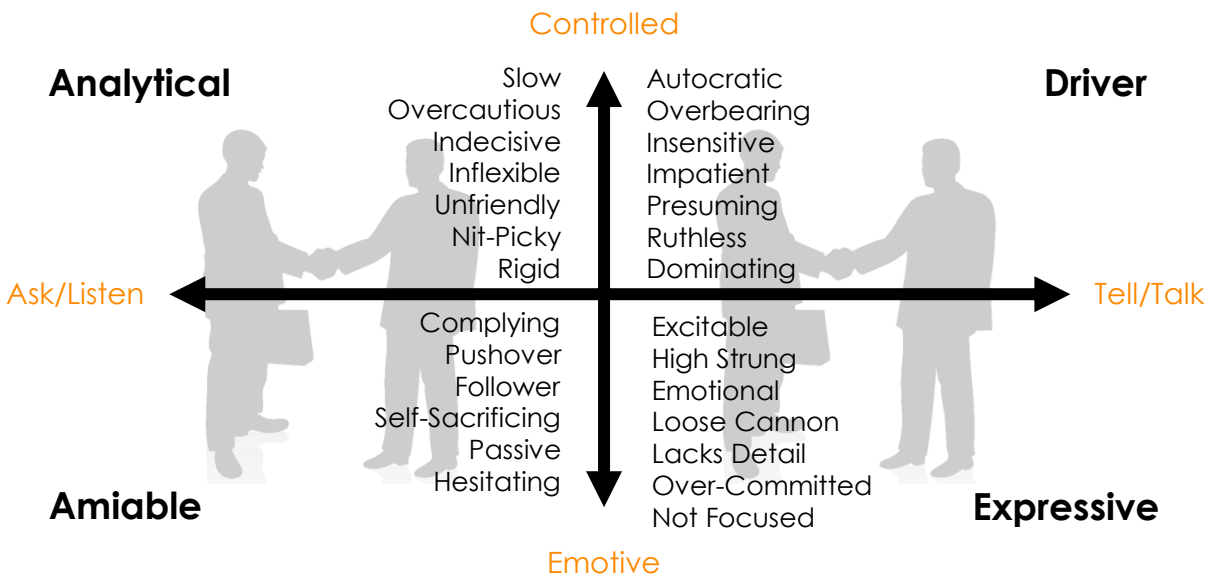 Controlled
Analytical
Slow
Overcautious
Indecisive
Inflexible
Unfriendly
Nit-Picky
Rigid
Autocratic
Overbearing
Insensitive
Impatient
Presuming
Ruthless
Dominating
Driver
Ask/Listen
Tell/Talk
Complying
Pushover
Follower
Self-Sacrificing
Passive
Hesitating
Amiable
Excitable
High Strung
Emotional
Loose Cannon
Lacks Detail
Over-Committed
Not Focused
Expressive
Emotive